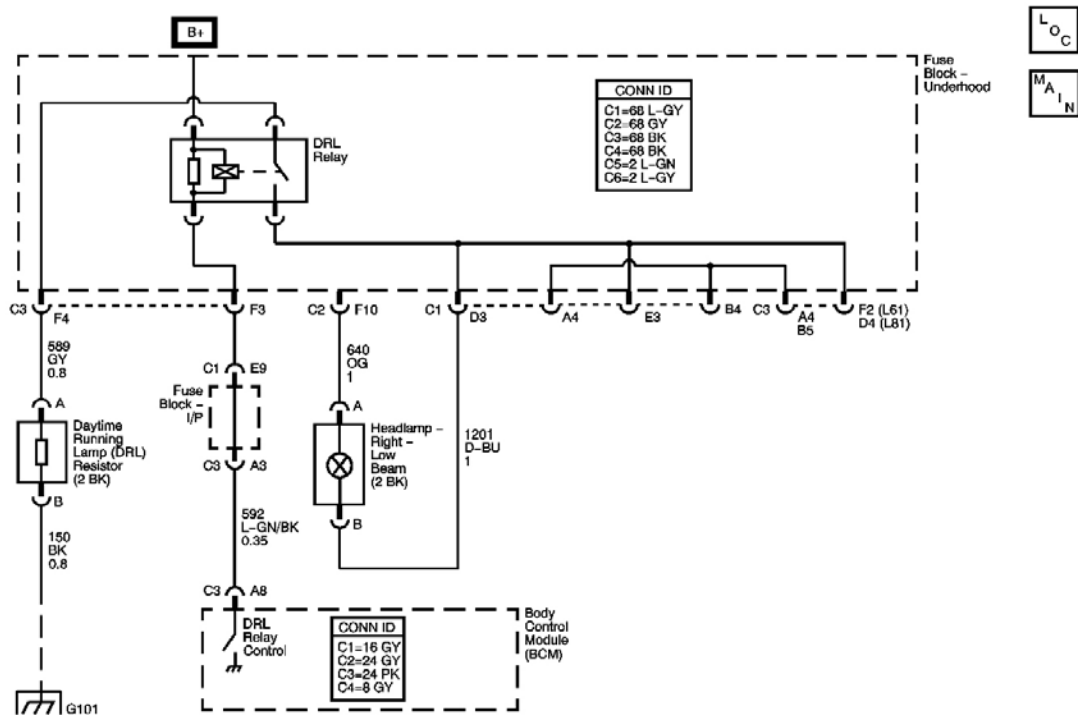 B+
L O C
M A I N
Fuse
Block –
Underhood
CONN ID
C1=68 L–GY
C2=68 GY
C3=68 BK
C4=68 BK
C5=2 L–GN
C6=2 L–GY
DRL
Relay
C3 F4
F3
C2 F10
C1 D3
A4
E3
B4
C3 A4
B5
F2 (L61)
D4 (L81)
589
GY
0.8
C1 E9
Fuse
Block –
I/P
C3 A3
640
OG
1
A
Daytime
Running
Lamp (DRL)
Resistor
(2 BK)
B
A
Headlamp –
Right –
Low
Beam
(2 BK)
B
1201
D–BU
1
150
BK
0.8
592
L–GN/BK
0.35
C3 A8
DRL
Relay
Control
CONN ID
C1=16 GY
C2=24 GY
C3=24 PK
C4=8 GY
Body
Control
Module
(BCM)
G101